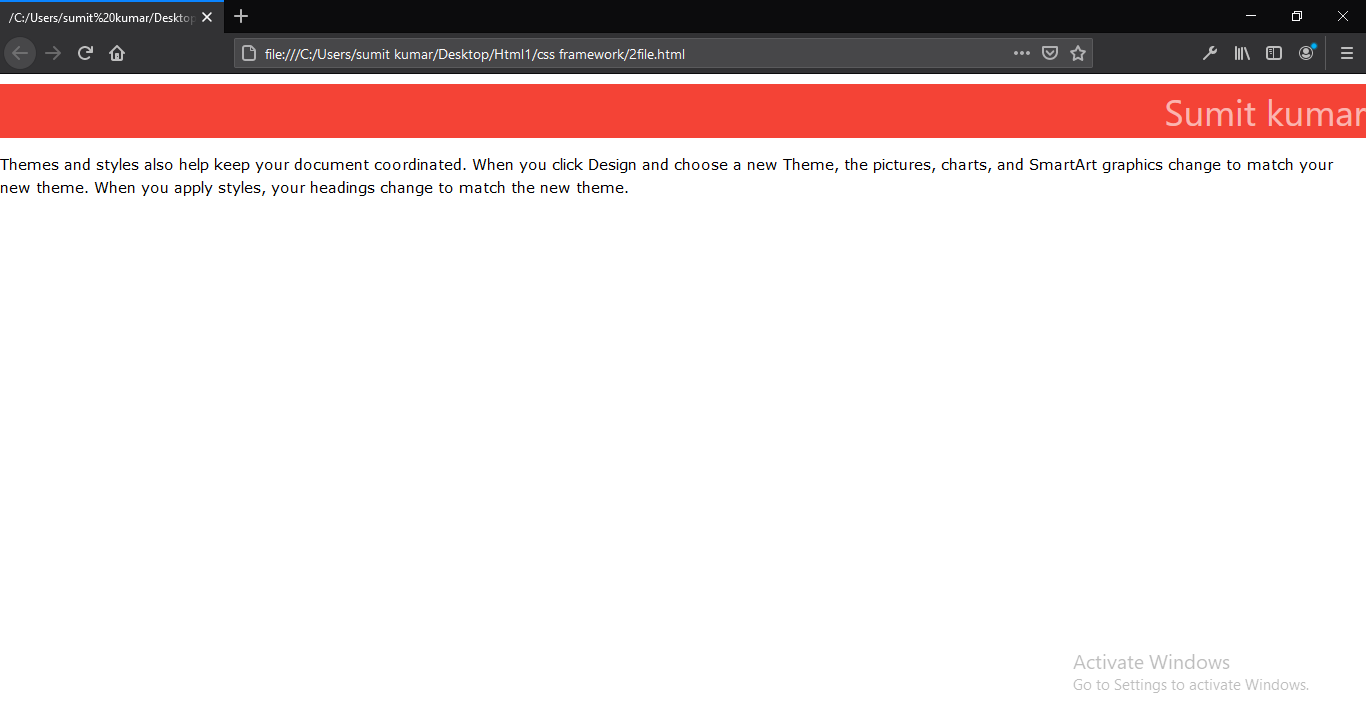 /C:/Users/sumit%20kumar/Desktop
file:///C:/Users/sumit kumar/Desktop/Html1/css framework/2file.html
Sumit kumar
Themes and styles also help keep your document coordinated. When you click Design and choose a new Theme, the pictures, charts, and SmartArt graphics change to match your
new theme. When you apply styles, your headings change to match the new theme.
Activate Windows
Go to Settings to activate Windows.